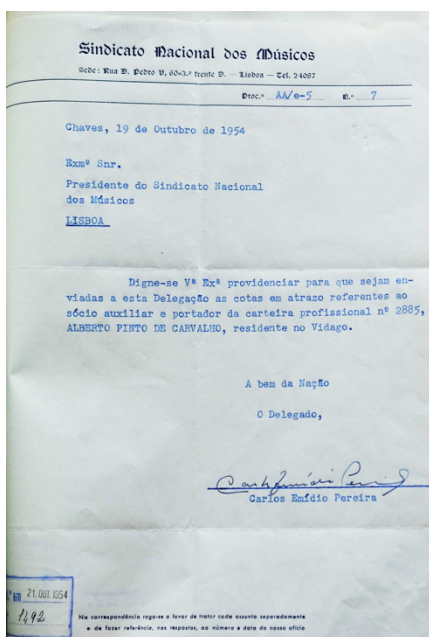 Sindicato Nacional dos Músicos
Sede: Rua D. Pedro V, 60-3.º frente D. — Lisboa — Tel. 24087
Proc.º AA/e-5 N.º 7
Chaves, 19 de Outubro de 1954
Exmº Snr.
Presidente do Sindicato Nacional
dos Músicos
LISBOA
Digne-se Vª Exª providenciar para que sejam en-
viadas a esta Delegação as cotas em atrazo referentes ao
sócio auxiliar e portador da carteira profissional nº 2885,
ALBERTO PINTO DE CARVALHO, residente no Vidago.
A bem da Nação
O Delegado,
Carlos Emídio Pereira
Carlos Emídio Pereira
21.OUT.1954
1492
Na correspondência roga-se o favor de tratar cada assunto separadamente
e de fazer referência, nas respostas, ao número e data do nosso ofício